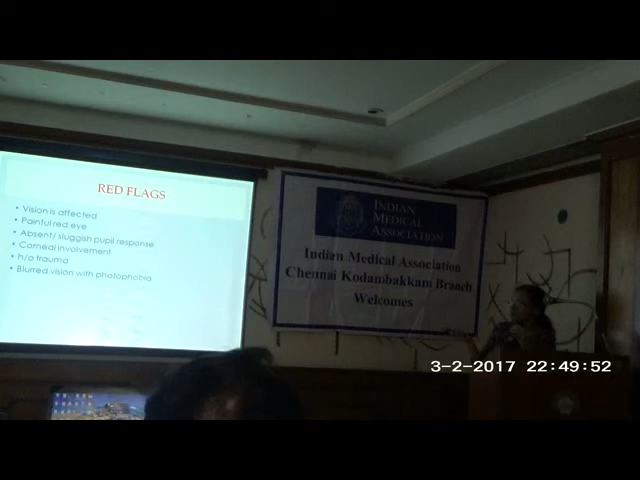 RED FLAGS
• Vision is affected
• Painful red eye
• Absent/ sluggish pupil response
• Corneal involvement
• h/o trauma
• Blurred vision with photophobia
INDIAN
MEDICAL
ASSOCIATION
Indian Medical Association
Chennai Kodambakkam Branch
Welcomes
3-2-2017 22:49:52